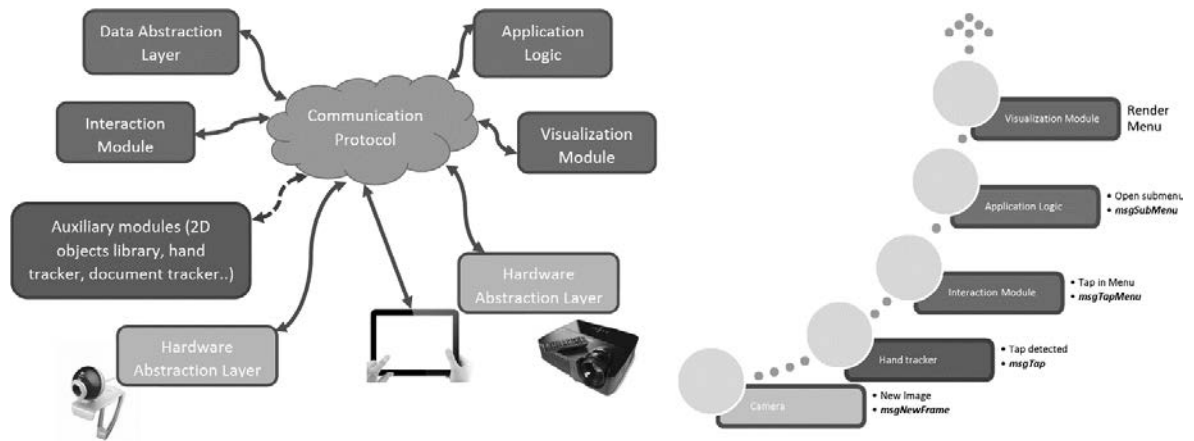 Data Abstraction
Layer
Application
Logic
Communication
Protocol
Interaction
Module
Visualization
Module
Auxiliary modules (2D
objects library, hand
tracker, document tracker..)
Hardware
Abstraction Layer
Hardware
Abstraction Layer
Visualization Module
Render
Menu
Application Logic
• Open submenu
• msgSubMenu
Interaction Module
• Tap in Menu
• msgTapMenu
Hand tracker
• Tap detected
• msgTap
Camera
• New Image
• msgNewFrame